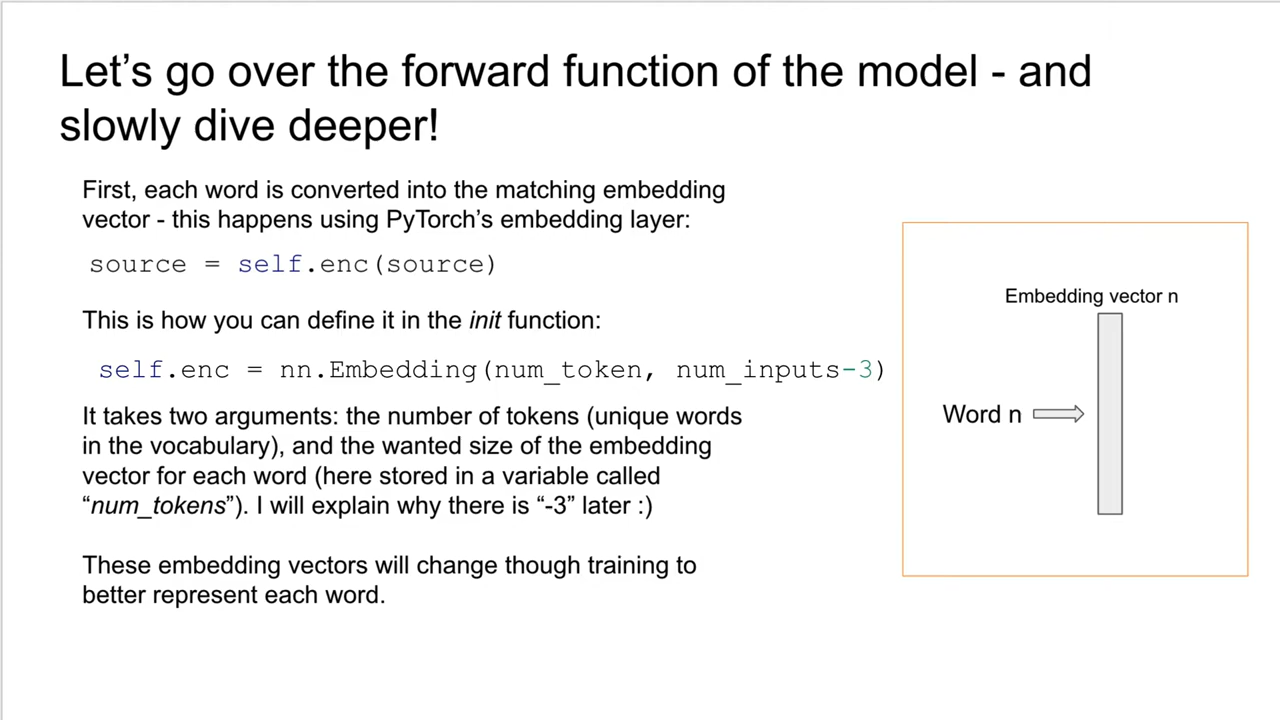 Let's go over the forward function of the model - and
slowly dive deeper!
First, each word is converted into the matching embedding
vector - this happens using PyTorch's embedding layer:
source = self.enc(source)
This is how you can define it in the init function:
self.enc = nn.Embedding(num_token, num_inputs-3)
It takes two arguments: the number of tokens (unique words
in the vocabulary), and the wanted size of the embedding
vector for each word (here stored in a variable called
“num_tokens”). I will explain why there is “-3” later :)
These embedding vectors will change though training to
better represent each word.
Embedding vector n
Word n